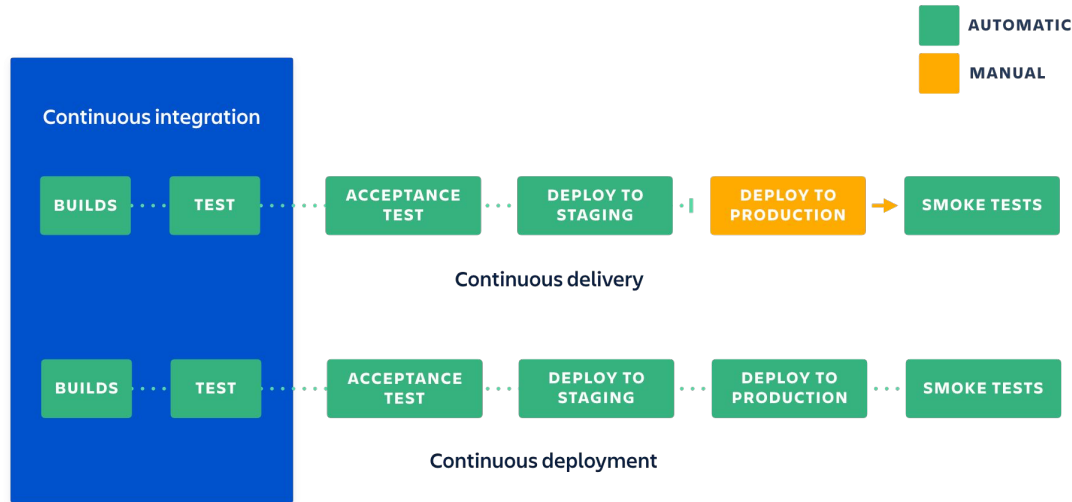 AUTOMATIC
MANUAL
Continuous integration
BUILDS
TEST
ACCEPTANCE
TEST
DEPLOY TO
STAGING
DEPLOY TO
PRODUCTION
SMOKE TESTS
Continuous delivery
BUILDS
TEST
ACCEPTANCE
TEST
DEPLOY TO
STAGING
DEPLOY TO
PRODUCTION
SMOKE TESTS
Continuous deployment